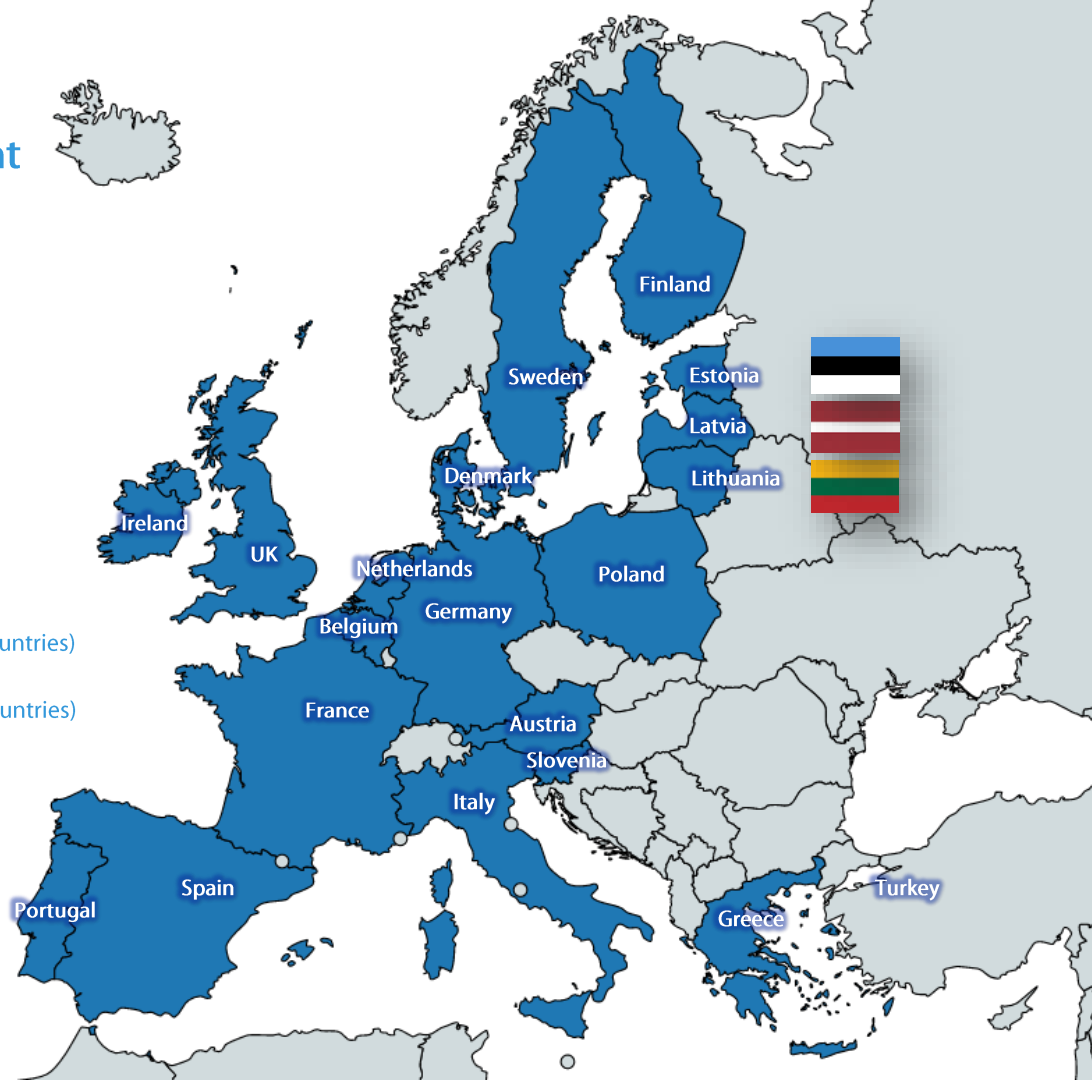 nt
Finland
Sweden
Estonia
Latvia
Denmark
Lithuania
Ireland
UK
Netherlands
Poland
Germany
Belgium
untries)
France
untries)
Austria
Slovenia
Italy
Spain
Turkey
Portugal
Greece